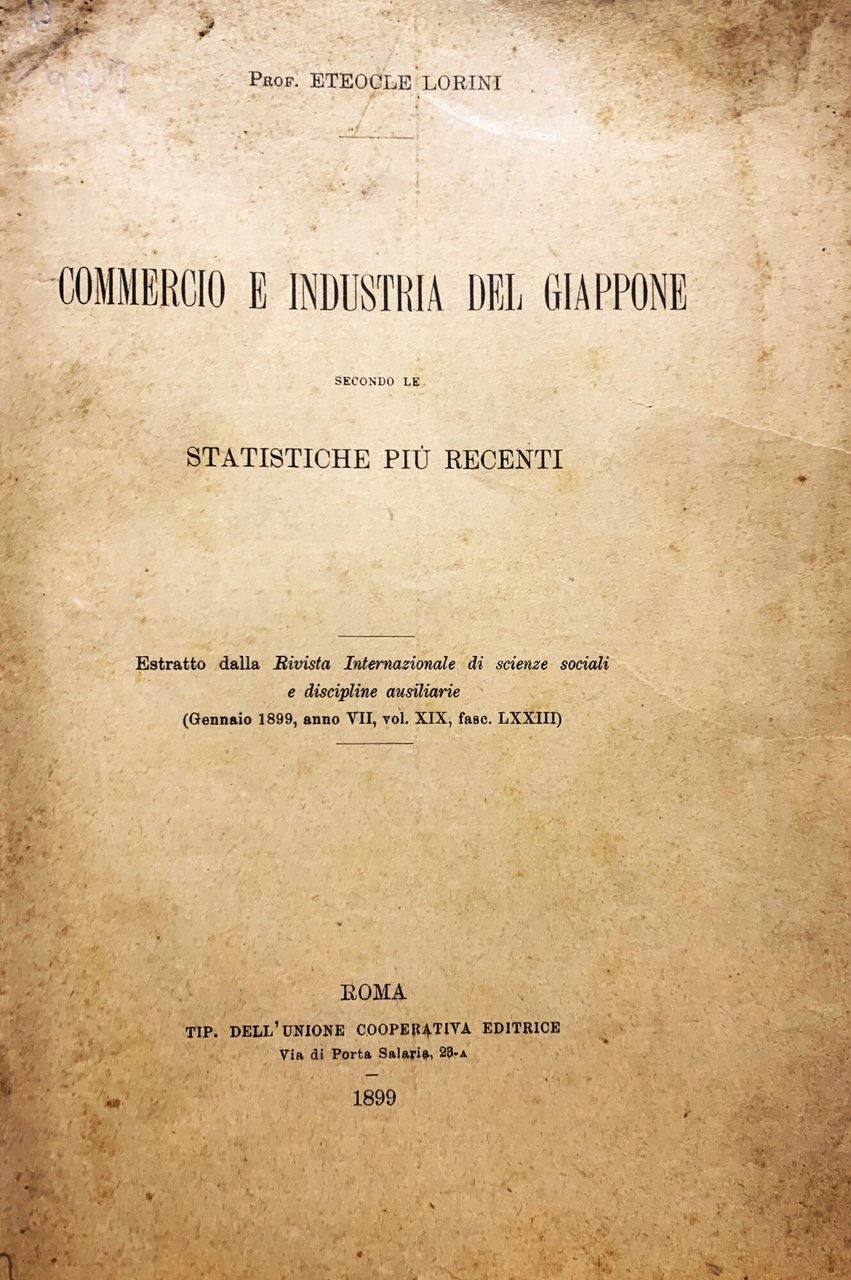 Prof. ETEOCLE LORINI
COMMERCIO E INDUSTRIA DEL GIAPPONE
SECONDO LE
STATISTICHE PIÙ RECENTI
Estratto dalla Rivista Internazionale di scienze sociali
e discipline ausiliarie
(Gennaio 1899, anno VII, vol. XIX, fasc. LXXIII)
ROMA
TIP. DELL'UNIONE COOPERATIVA EDITRICE
Via di Porta Salaria, 23-A
1899